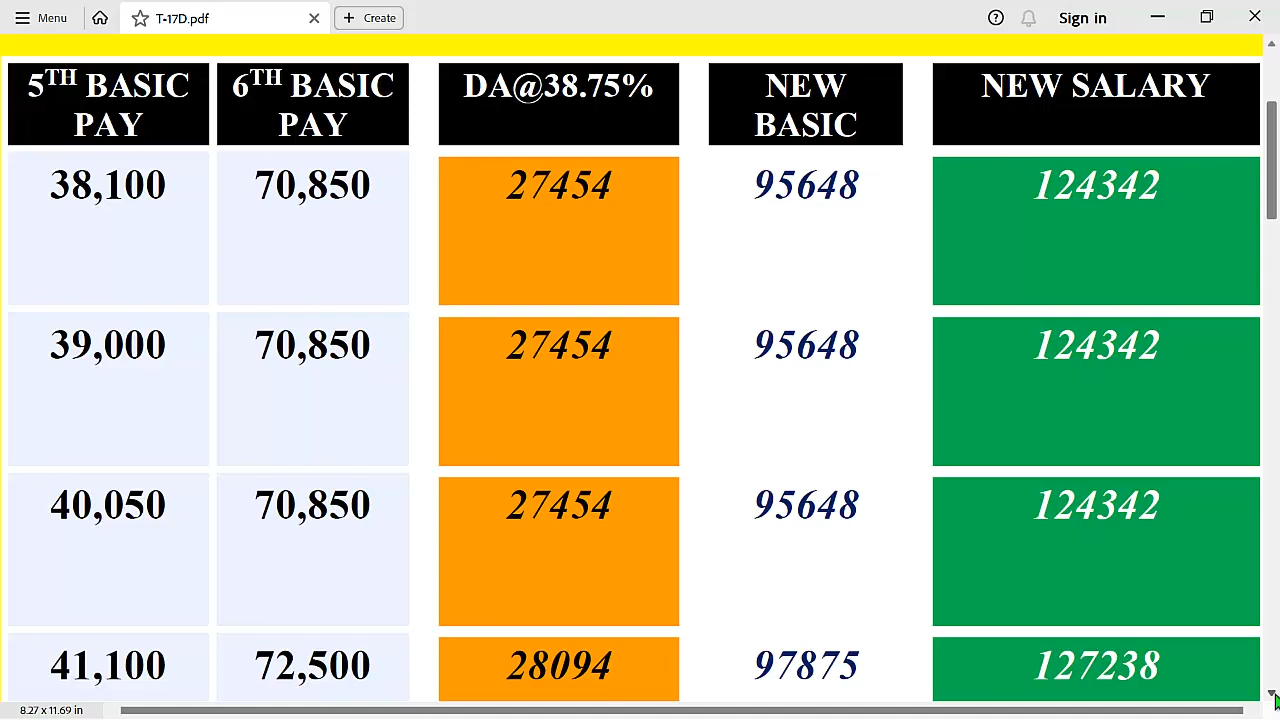 Menu T-17D.pdf Create Sign in
5TH BASIC PAY 6TH BASIC PAY DA@38.75% NEW BASIC NEW SALARY
38,100 70,850 27454 95648 124342
39,000 70,850 27454 95648 124342
40,050 70,850 27454 95648 124342
41,100 72,500 28094 97875 127238
8.27 x 11.69 in